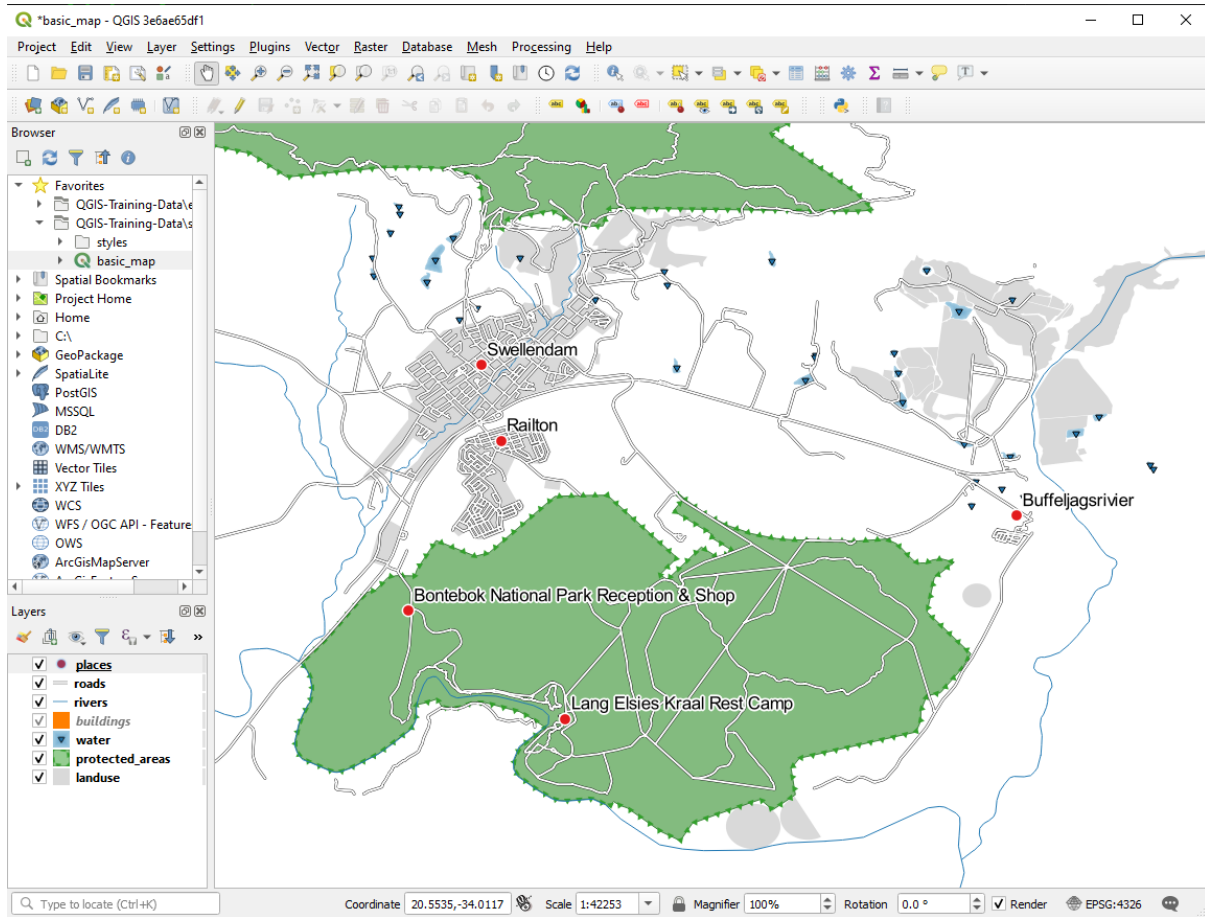 *basic_map - QGIS 3e6ae65df1
Project Edit View Layer Settings Plugins Vector Raster Database Mesh Processing Help
Browser
Favorites
QGIS-Training-Data\e
QGIS-Training-Data\s
styles
basic_map
Spatial Bookmarks
Project Home
Home
C:\
GeoPackage
SpatiaLite
PostGIS
MSSQL
DB2
WMS/WMTS
Vector Tiles
XYZ Tiles
WCS
WFS / OGC API - Feature
OWS
ArcGisMapServer
Layers
places
roads
rivers
buildings
water
protected_areas
landuse
Swellendam
Railton
Buffeljagsrivier
Bontebok National Park Reception & Shop
Lang Elsies Kraal Rest Camp
Type to locate (Ctrl+K) Coordinate 20.5535,-34.0117 Scale 1:42253 Magnifier 100% Rotation 0.0 ° Render EPSG:4326